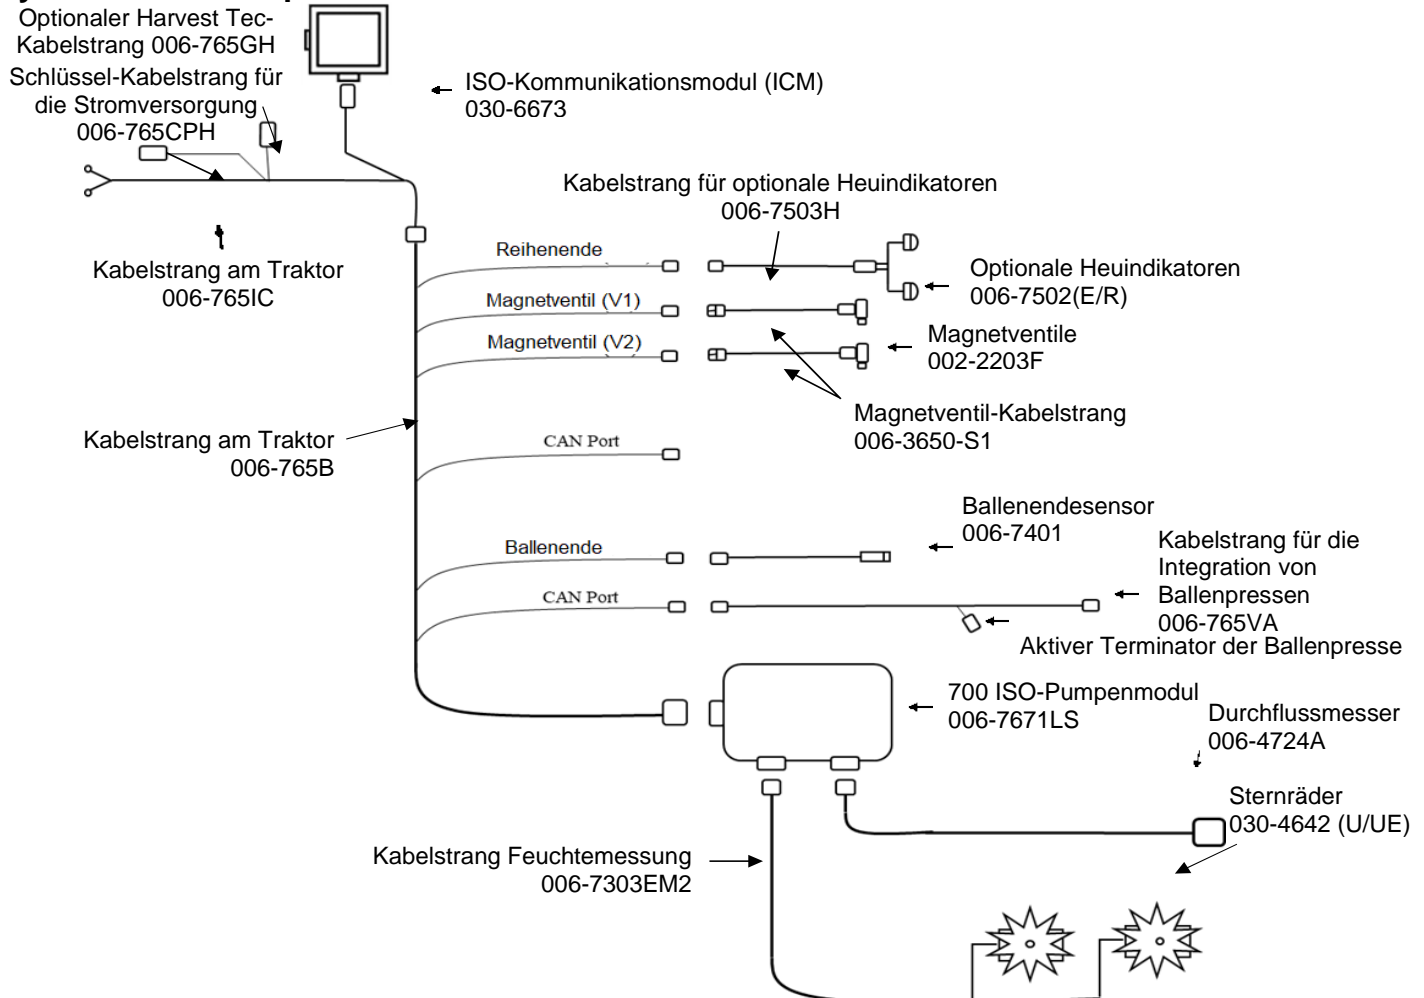 Optionaler Harvest Tec-
Kabelstrang 006-765GH
Schlüssel-Kabelstrang für
die Stromversorgung
006-765CPH
ISO-Kommunikationsmodul (ICM)
030-6673
Kabelstrang für optionale Heuindikatoren
006-7503H
Kabelstrang am Traktor
006-765IC
Reihenende
Optionale Heuindikatoren
006-7502(E/R)
Magnetventil (V1)
Magnetventil (V2)
Magnetventile
002-2203F
Magnetventil-Kabelstrang
006-3650-S1
Kabelstrang am Traktor
006-765B
CAN Port
Ballenendesensor
006-7401
Ballenende
Kabelstrang für die
Integration von
Ballenpressen
006-765VA
CAN Port
Aktiver Terminator der Ballenpresse
700 ISO-Pumpenmodul
006-7671LS
Durchflussmesser
006-4724A
Sternräder
030-4642 (U/UE)
Kabelstrang Feuchtemessung
006-7303EM2